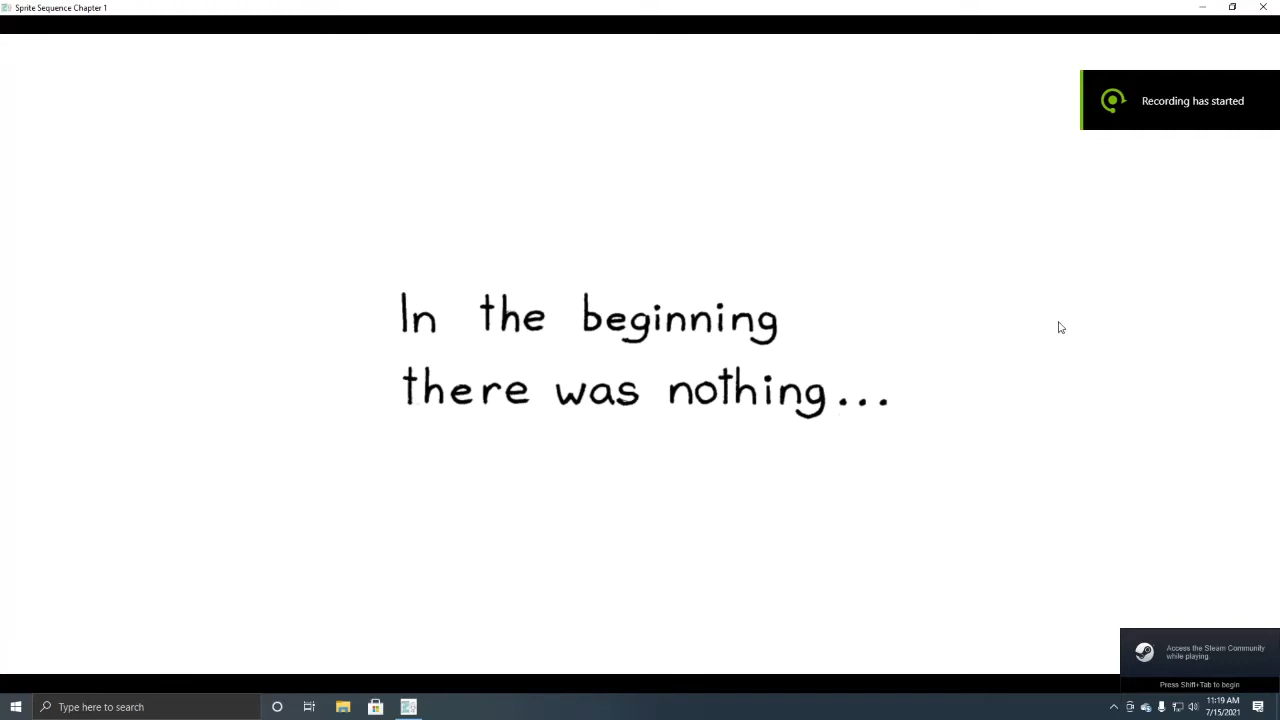 Sprite Sequence Chapter 1
Recording has started
In the beginning
there was nothing...
Access the Steam Community
while playing.
Press Shift+Tab to begin
Type here to search
11:19 AM
7/15/2021